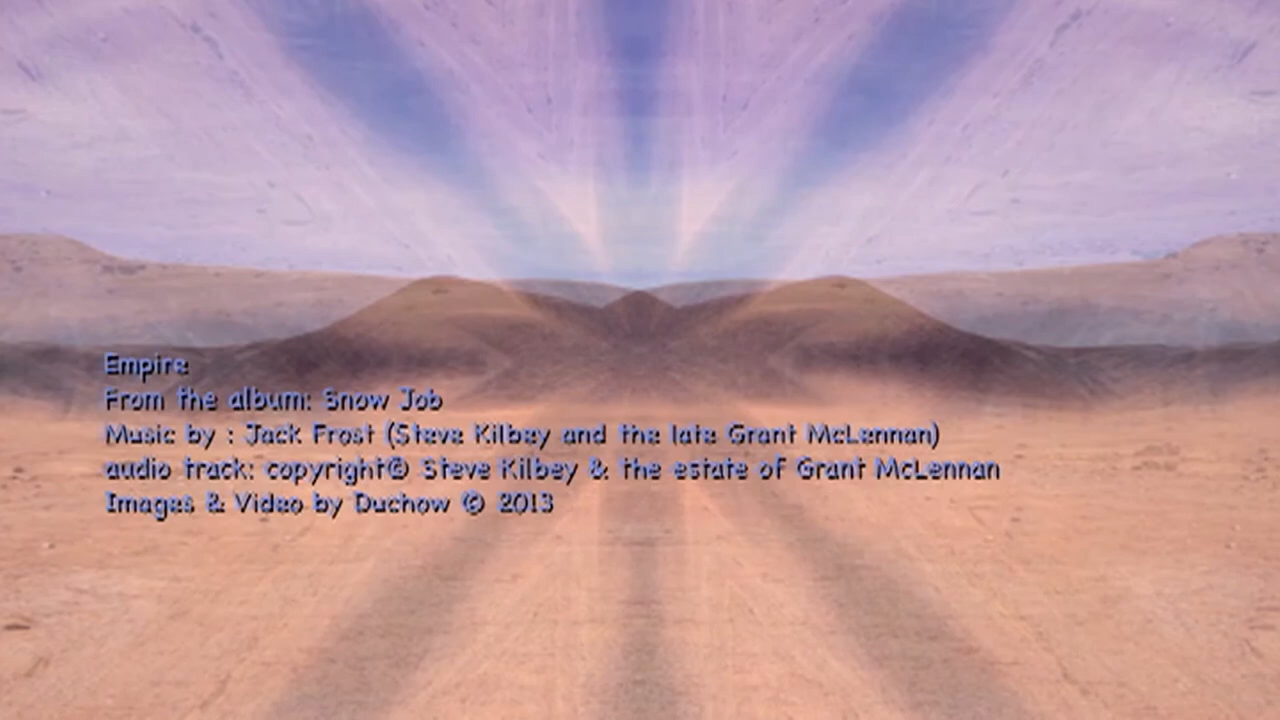 Empire
From the album: Snow Job
Music by : Jack Frost (Steve Kilbey and the late Grant McLennan)
audio track: copyright© Steve Kilbey & the estate of Grant McLennan
Images & Video by Duchow © 2013